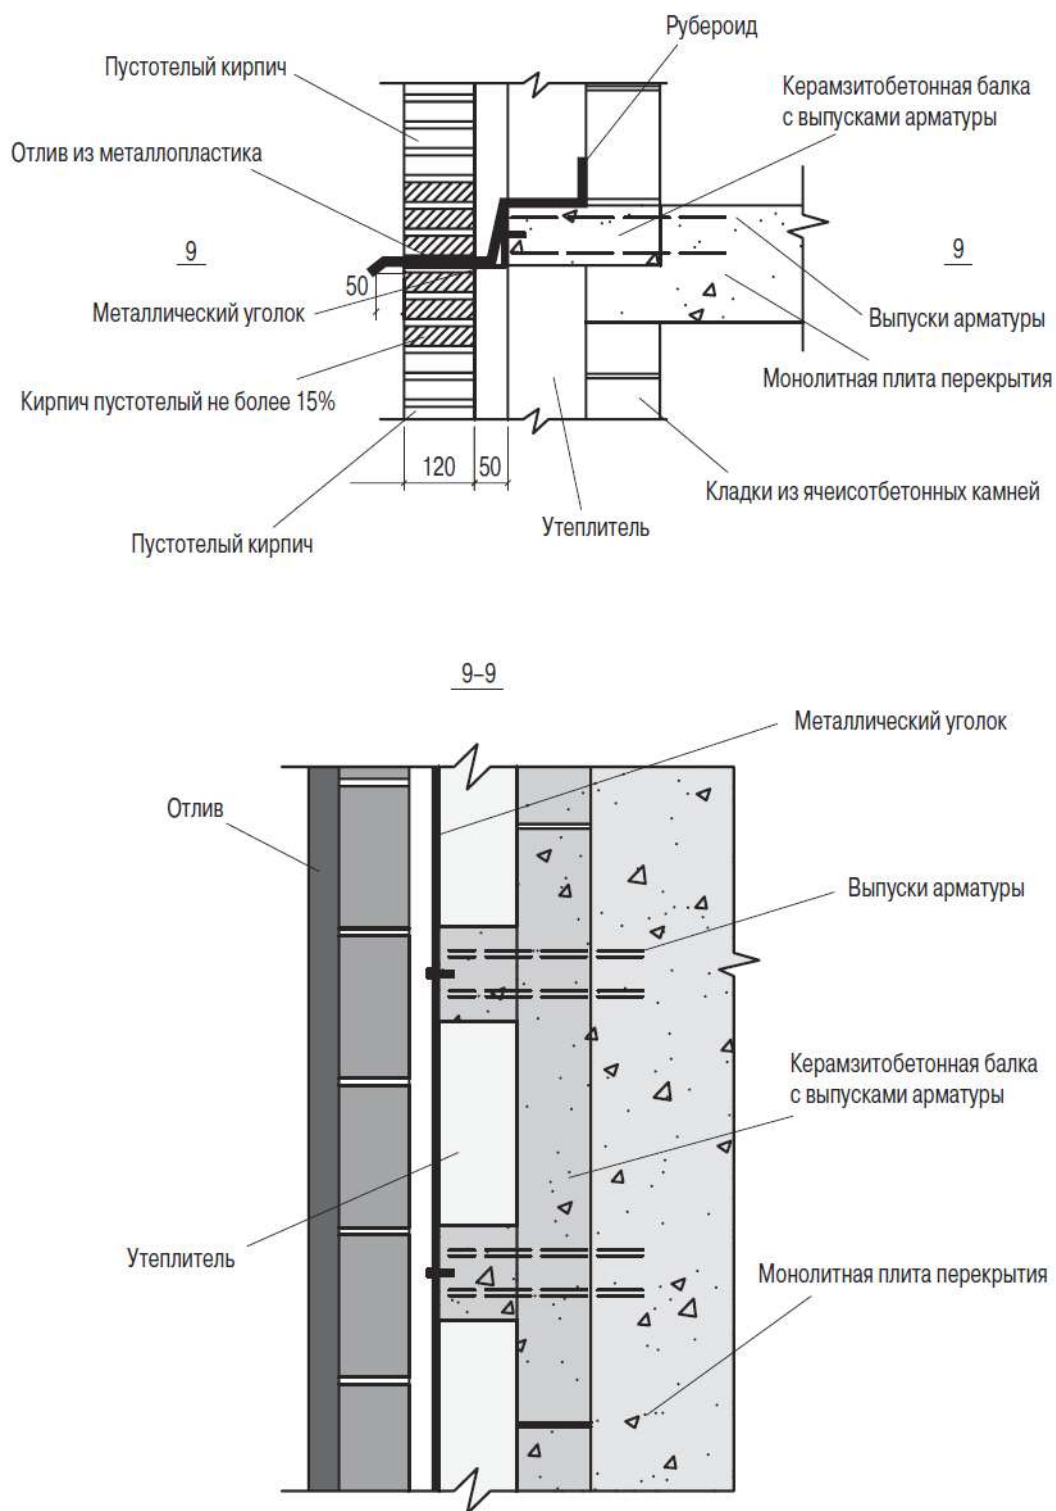 Рубероид
Пустотелый кирпич
Керамзитобетонная балка
с выпусками арматуры
Отлив из металлопластика
9
9
50
Металлический уголок
Выпуски арматуры
Монолитная плита перекрытия
Кирпич пустотелый не более 15%
120
50
Кладки из ячеисотбетонных камней
Утеплитель
Пустотелый кирпич
9–9
Металлический уголок
Отлив
Выпуски арматуры
Керамзитобетонная балка
с выпусками арматуры
Утеплитель
Монолитная плита перекрытия